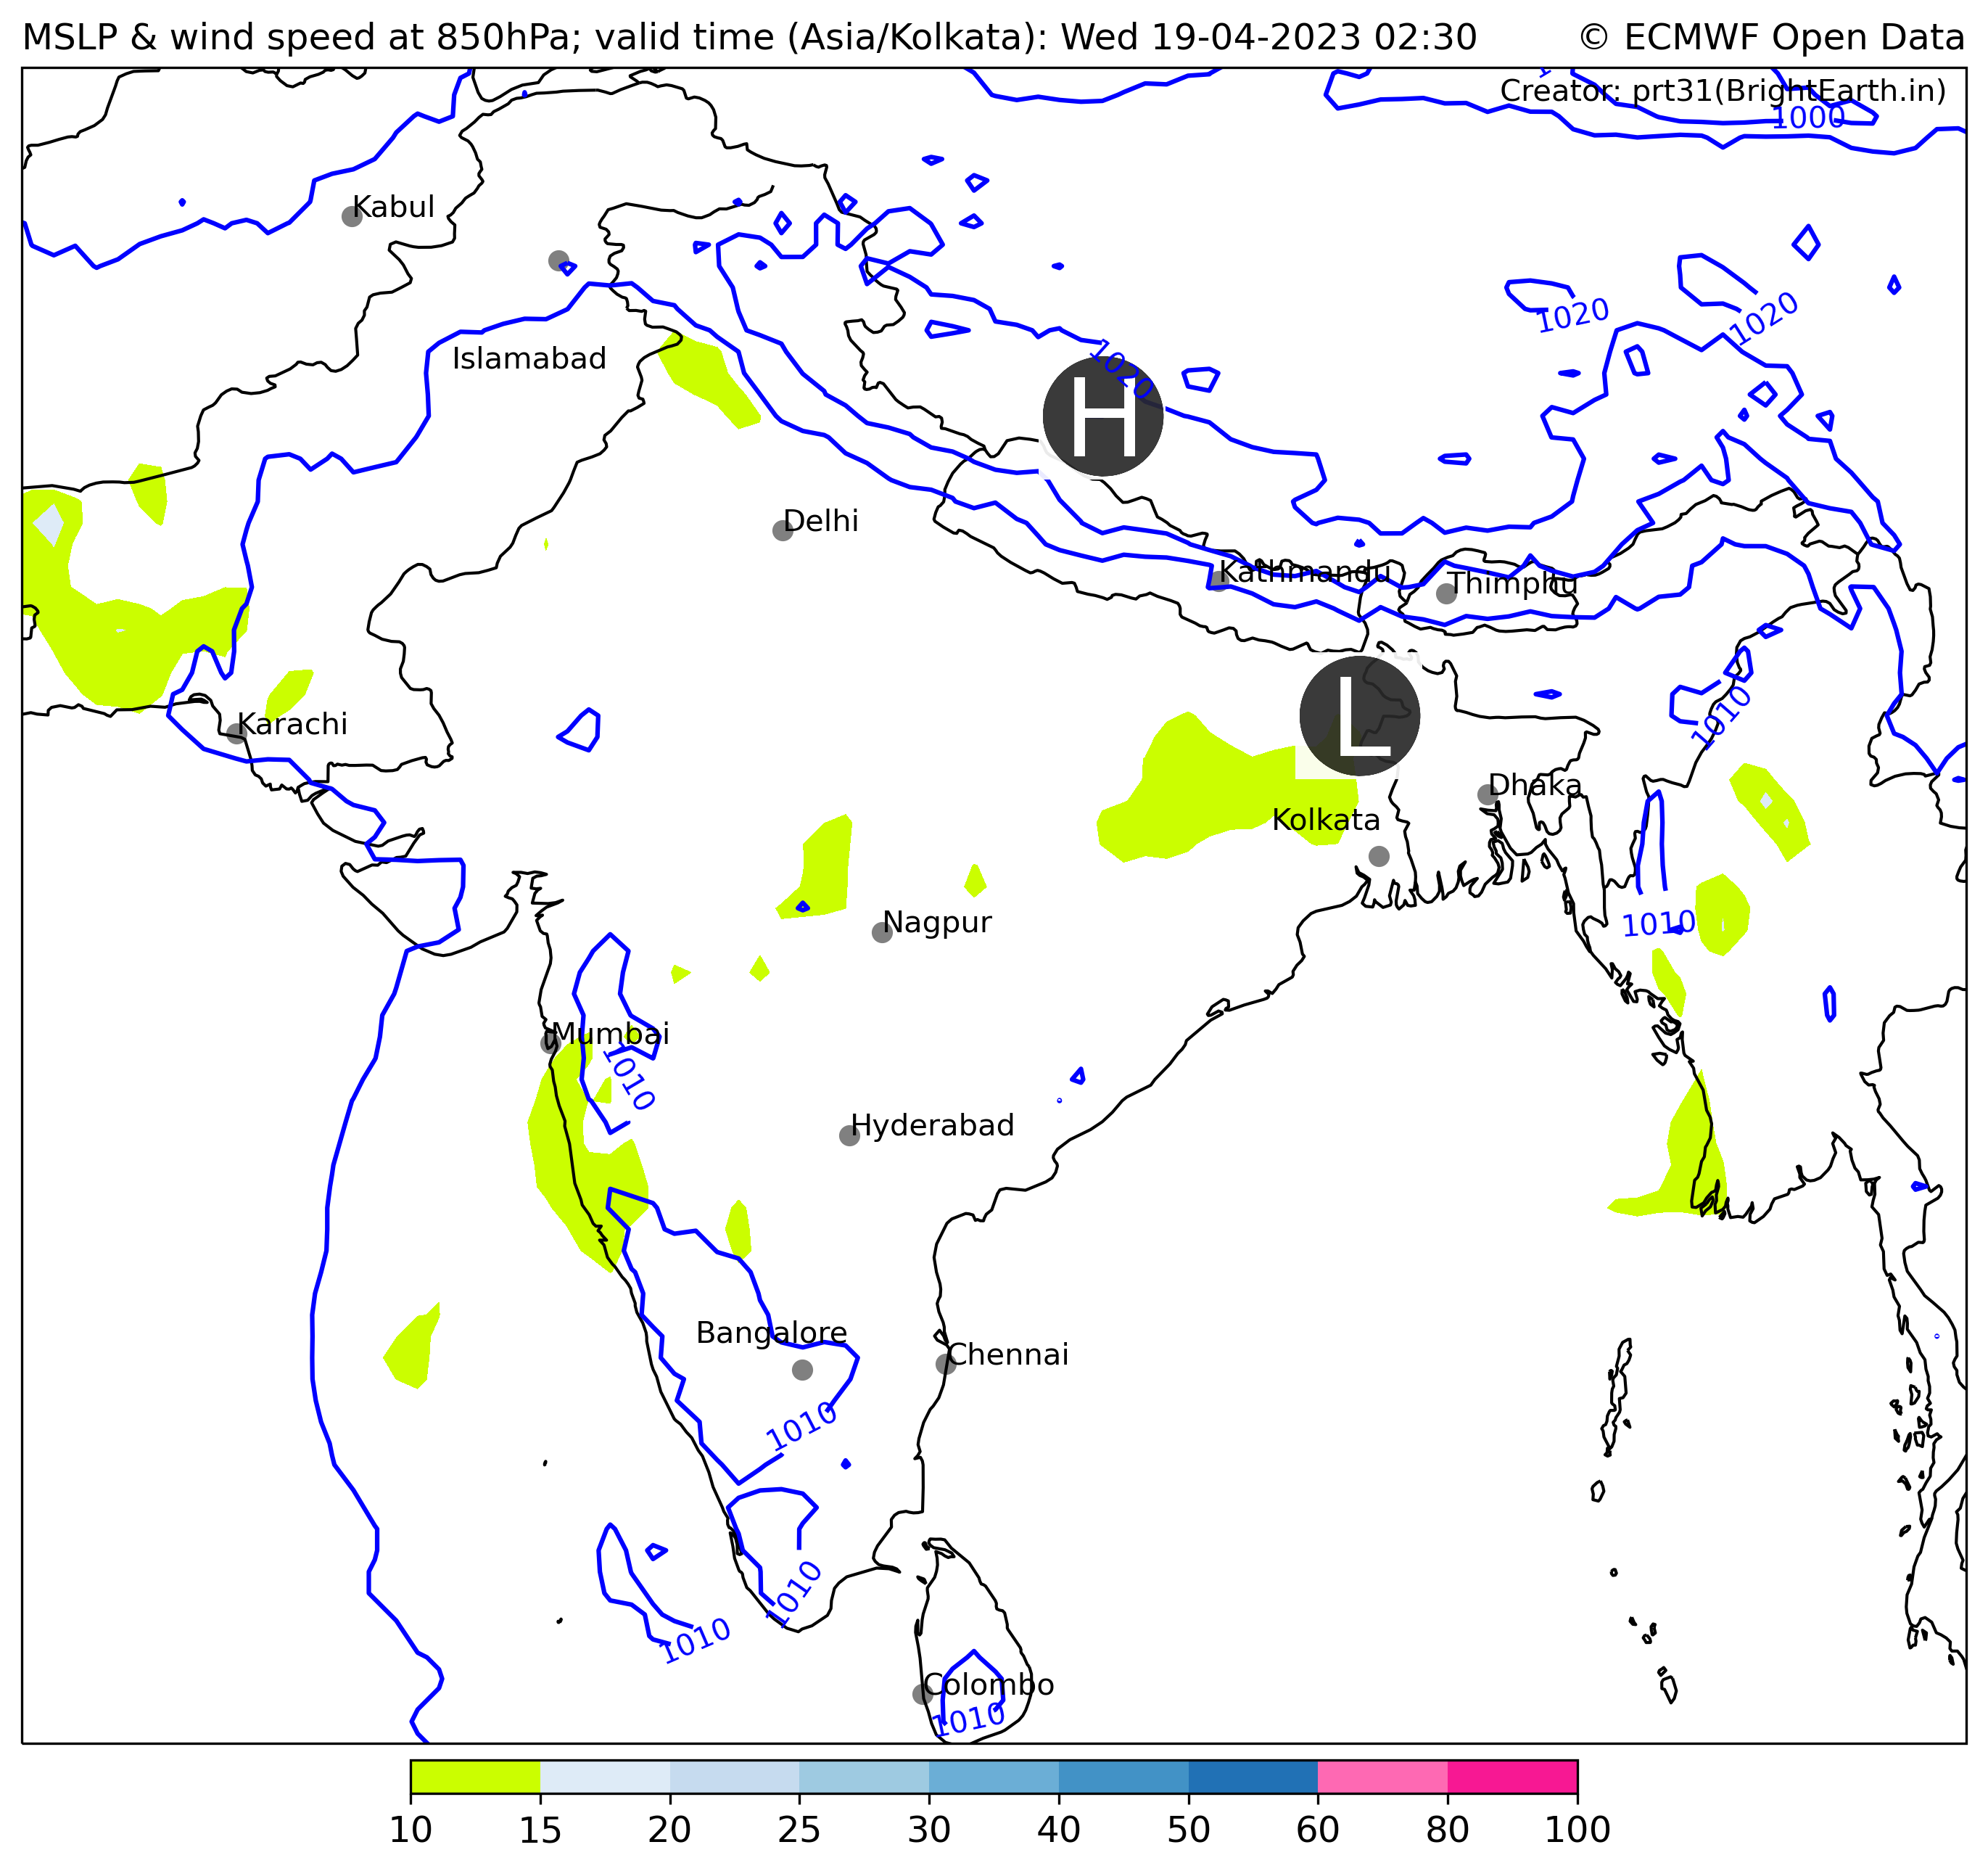 MSLP & wind speed at 850hPa; valid time (Asia/Kolkata): Wed 19-04-2023 02:30
© ECMWF Open Data
Creator: prt31(BrightEarth.in)
1000
Kabul
1020
1020
Islamabad
1020
H
Delhi
Kathmandu
Thimphu
L
1010
Karachi
Dhaka
Kolkata
Nagpur
1010
Mumbai
1010
Hyderabad
Bangalore
Chennai
1010
1010
1010
Colombo
1010
10 15 20 25 30 40 50 60 80 100